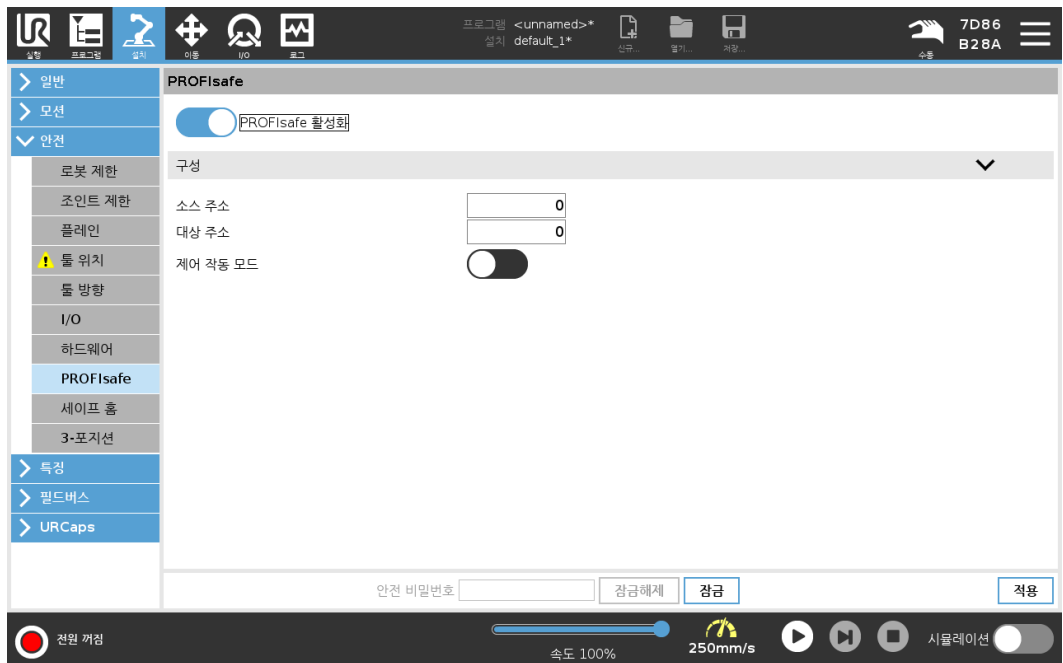 UR
실행
프로그램
설치
이동
I/O
로그
프로그램 <unnamed>*
설치 default_1*
신규...
열기...
저장...
수동
7D86
B28A
일반
모션
안전
로봇 제한
조인트 제한
플레인
툴 위치
툴 방향
I/O
하드웨어
PROFIsafe
세이프 홈
3-포지션
특징
필드버스
URCaps
PROFIsafe
PROFIsafe 활성화
구성
소스 주소 0
대상 주소 0
제어 작동 모드
안전 비밀번호 잠금해제 잠금 적용
전원 꺼짐
속도 100%
250mm/s
시뮬레이션